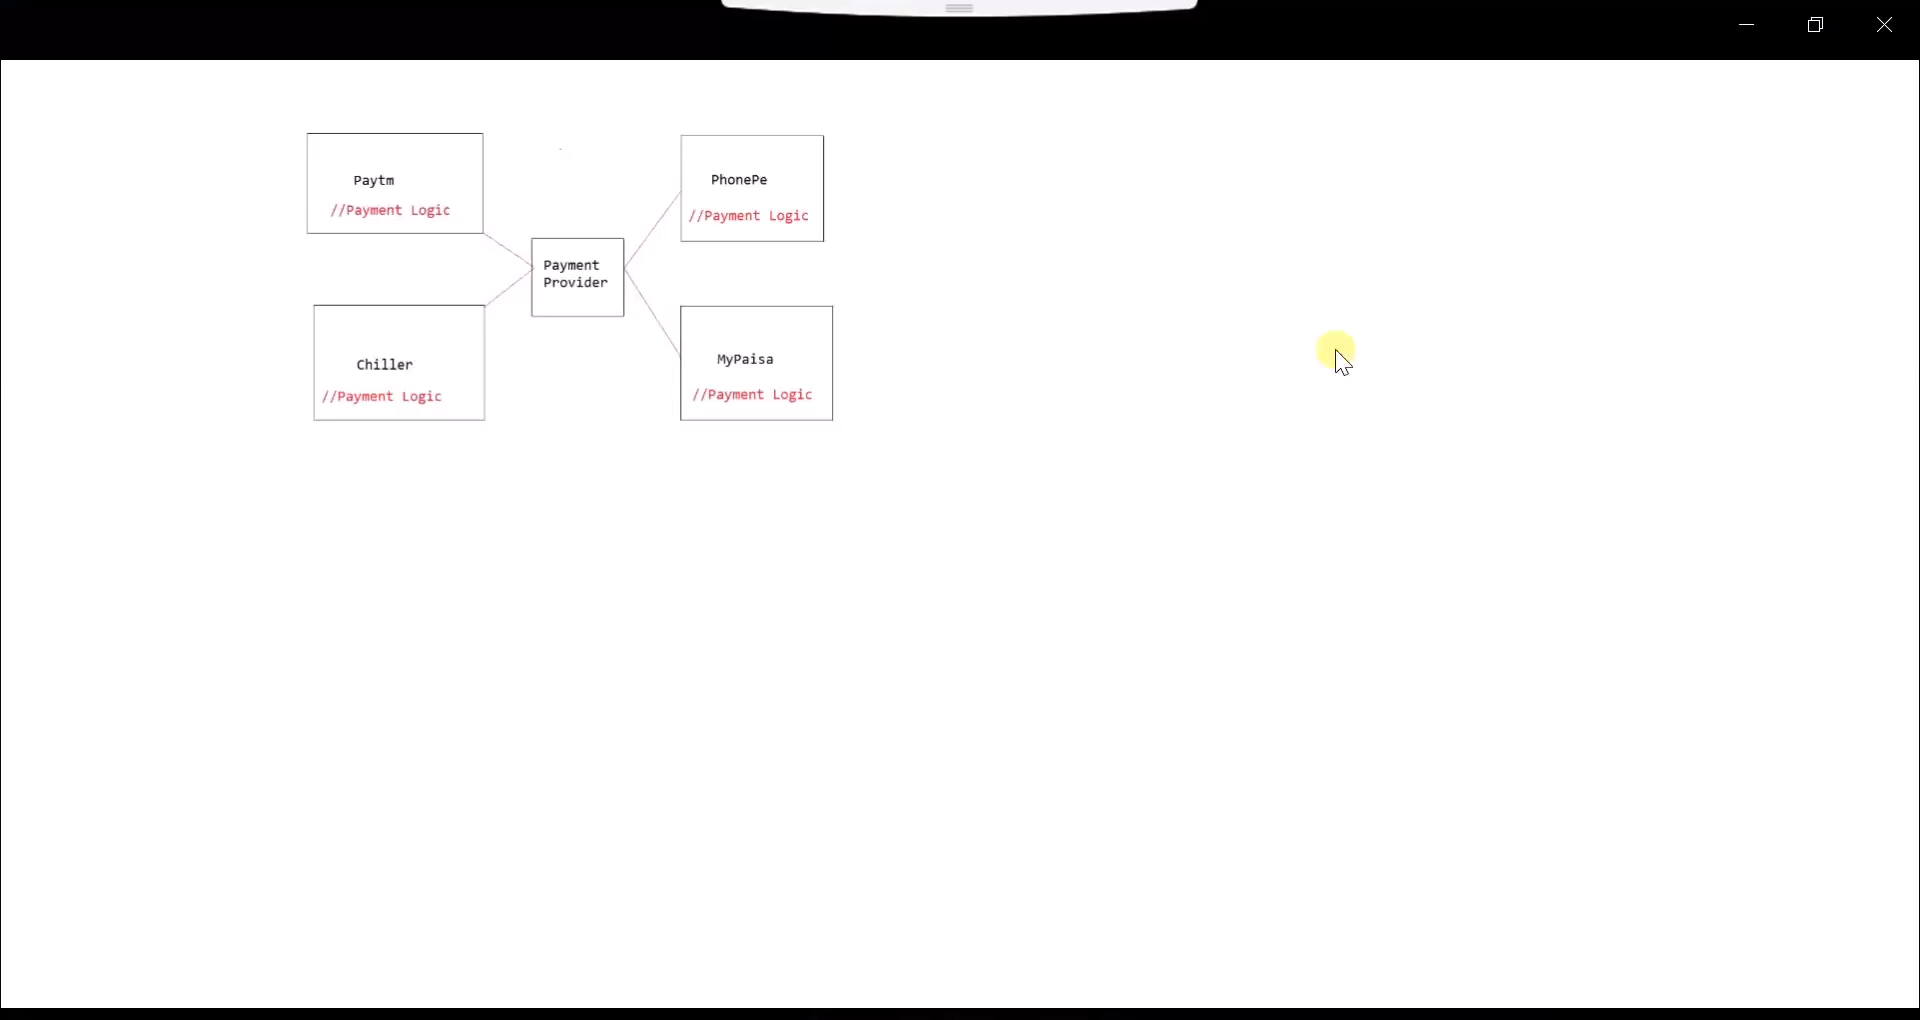 Paytm
//Payment Logic
PhonePe
//Payment Logic
Payment
Provider
Chiller
//Payment Logic
MyPaisa
//Payment Logic